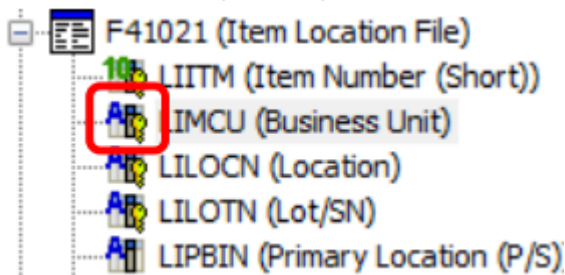 F41021 (Item Location File)
10 LIITM (Item Number (Short))
A LIMCU (Business Unit)
A LILOCN (Location)
A LILOTN (Lot/SN)
A LIPBIN (Primary Location (P/S))